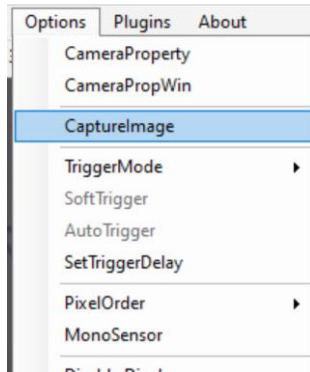 Options Plugins About
CameraProperty
CameraPropWin
CaptureImage
TriggerMode
SoftTrigger
AutoTrigger
SetTriggerDelay
PixelOrder
MonoSensor